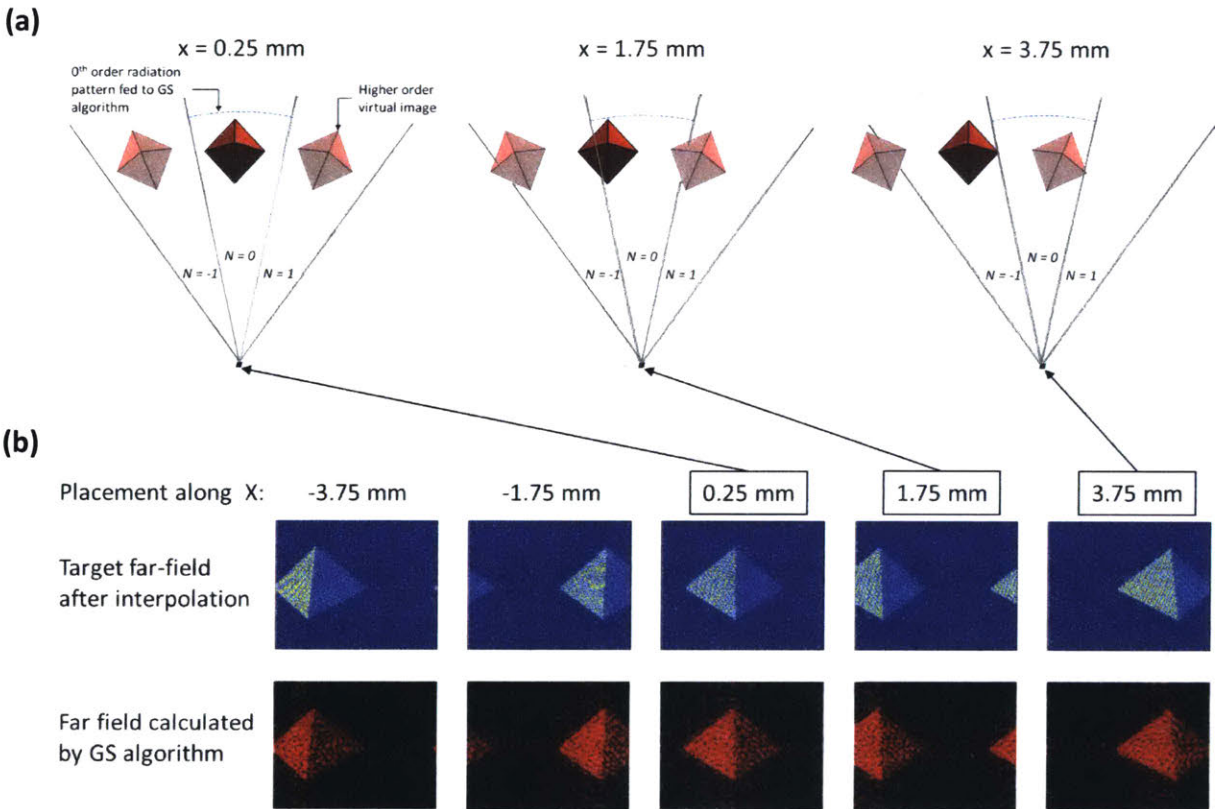 (a)
x = 0.25 mm
x = 1.75 mm
x = 3.75 mm
0th order radiation
pattern fed to GS
algorithm
Higher order
virtual image
N = -1
N = 0
N = 1
N = -1
N = 0
N = 1
N = -1
N = 0
N = 1
(b)
Placement along X: -3.75 mm -1.75 mm 0.25 mm 1.75 mm 3.75 mm
Target far-field
after interpolation
Far field calculated
by GS algorithm